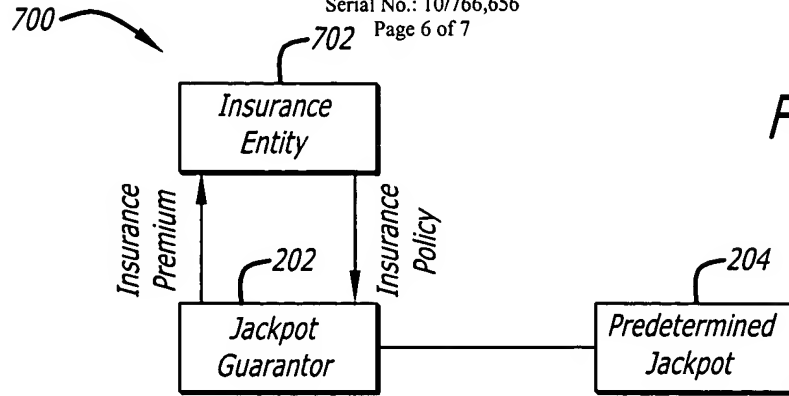 Serial No.: 10/766,656
Page 6 of 7
700
702
Insurance
Entity
Insurance
Premium
Insurance
Policy
202
Jackpot
Guarantor
204
Predetermined
Jackpot